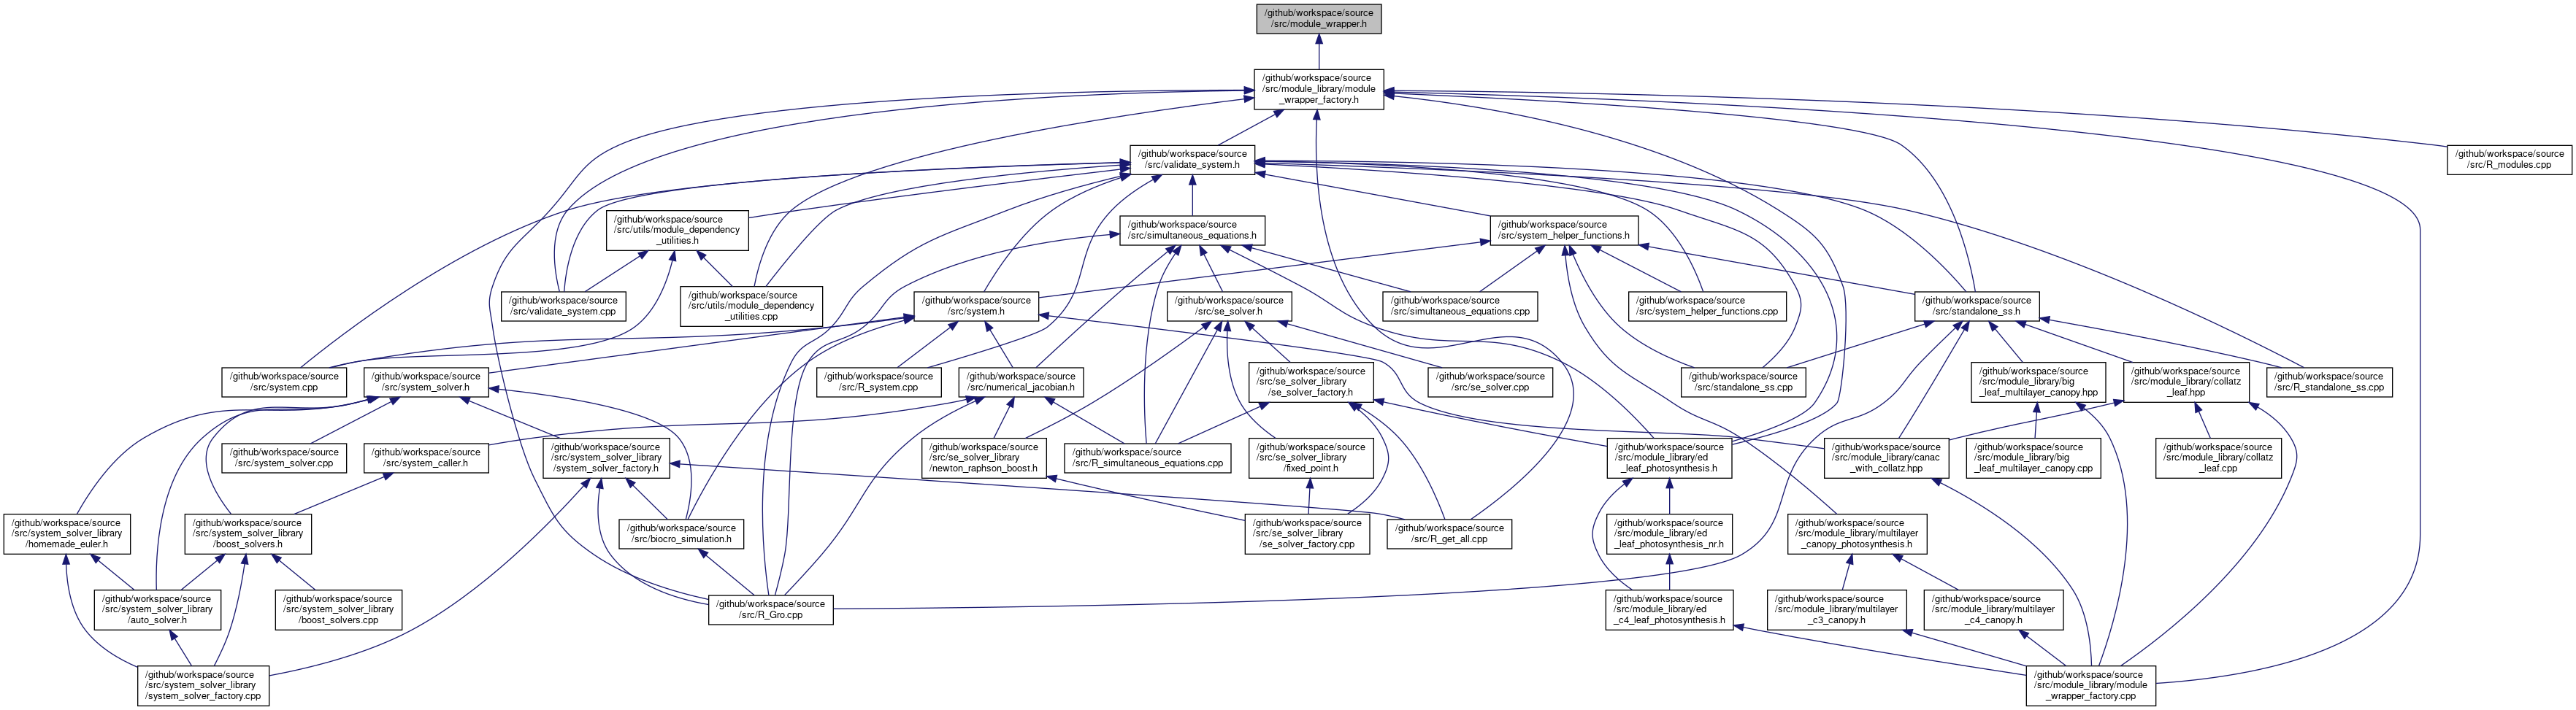 /github/workspace/source
/src/module_wrapper.h
/github/workspace/source
/src/module_library/module
_wrapper_factory.h
/github/workspace/source
/src/validate_system.h
/github/workspace/source
/src/R_modules.cpp
/github/workspace/source
/src/utils/module_dependency
_utilities.h
/github/workspace/source
/src/simultaneous_equations.h
/github/workspace/source
/src/system_helper_functions.h
/github/workspace/source
/src/validate_system.cpp
/github/workspace/source
/src/utils/module_dependency
_utilities.cpp
/github/workspace/source
/src/system.h
/github/workspace/source
/src/se_solver.h
/github/workspace/source
/src/simultaneous_equations.cpp
/github/workspace/source
/src/system_helper_functions.cpp
/github/workspace/source
/src/standalone_ss.h
/github/workspace/source
/src/system.cpp
/github/workspace/source
/src/system_solver.h
/github/workspace/source
/src/R_system.cpp
/github/workspace/source
/src/numerical_jacobian.h
/github/workspace/source
/src/se_solver_library
/se_solver_factory.h
/github/workspace/source
/src/se_solver.cpp
/github/workspace/source
/src/standalone_ss.cpp
/github/workspace/source
/src/module_library/big
_leaf_multilayer_canopy.hpp
/github/workspace/source
/src/module_library/collatz
_leaf.hpp
/github/workspace/source
/src/R_standalone_ss.cpp
/github/workspace/source
/src/system_solver.cpp
/github/workspace/source
/src/system_caller.h
/github/workspace/source
/src/system_solver_library
/system_solver_factory.h
/github/workspace/source
/src/se_solver_library
/newton_raphson_boost.h
/github/workspace/source
/src/R_simultaneous_equations.cpp
/github/workspace/source
/src/se_solver_library
/fixed_point.h
/github/workspace/source
/src/module_library/ed
_leaf_photosynthesis.h
/github/workspace/source
/src/module_library/canac
_with_collatz.hpp
/github/workspace/source
/src/module_library/big
_leaf_multilayer_canopy.cpp
/github/workspace/source
/src/module_library/collatz
_leaf.cpp
/github/workspace/source
/src/system_solver_library
/homemade_euler.h
/github/workspace/source
/src/system_solver_library
/boost_solvers.h
/github/workspace/source
/src/biocro_simulation.h
/github/workspace/source
/src/se_solver_library
/se_solver_factory.cpp
/github/workspace/source
/src/R_get_all.cpp
/github/workspace/source
/src/module_library/ed
_leaf_photosynthesis_nr.h
/github/workspace/source
/src/module_library/multilayer
_canopy_photosynthesis.h
/github/workspace/source
/src/system_solver_library
/auto_solver.h
/github/workspace/source
/src/system_solver_library
/boost_solvers.cpp
/github/workspace/source
/src/R_Gro.cpp
/github/workspace/source
/src/module_library/ed
_c4_leaf_photosynthesis.h
/github/workspace/source
/src/module_library/multilayer
_c3_canopy.h
/github/workspace/source
/src/module_library/multilayer
_c4_canopy.h
/github/workspace/source
/src/system_solver_library
/system_solver_factory.cpp
/github/workspace/source
/src/module_library/module
_wrapper_factory.cpp